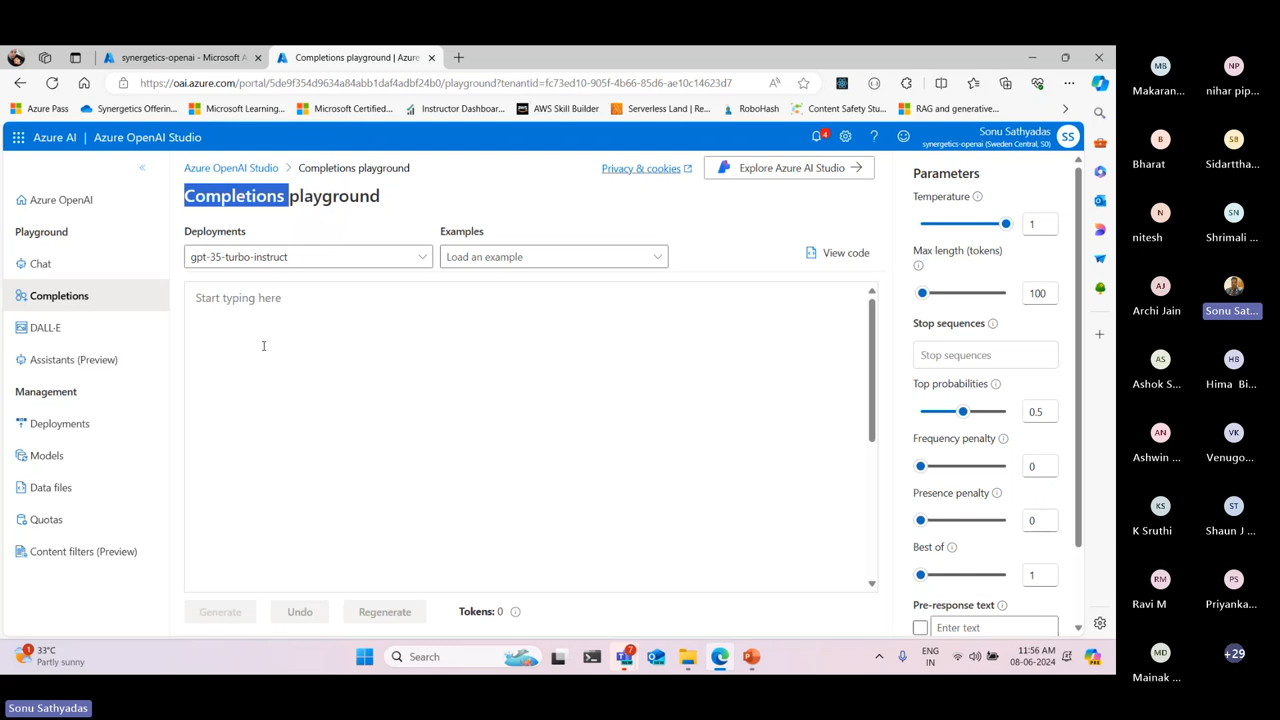 synergetics-openai - Microsoft A
Completions playground | Azure
https://oai.azure.com/portal/5de9f354d9634a84abb1daf4adbf24b0/playground?tenantid=fc73ed10-905f-4b66-85d6-ae10c14623d7
Azure Pass
Synergetics Offerin...
Microsoft Learning...
Microsoft Certified...
Instructor Dashboar...
AWS Skill Builder
Serverless Land | Re...
RoboHash
Content Safety Stu...
RAG and generative...
Azure AI | Azure OpenAI Studio
4
Sonu Sathyadas
synergetics-openai (Sweden Central, S0)
SS
Azure OpenAI
Playground
Chat
Completions
DALL·E
Assistants (Preview)
Management
Deployments
Models
Data files
Quotas
Content filters (Preview)
Azure OpenAI Studio > Completions playground
Privacy & cookies
Explore Azure AI Studio
Completions playground
Deployments
gpt-35-turbo-instruct
Examples
Load an example
View code
Start typing here
Generate
Undo
Regenerate
Tokens: 0
Parameters
Temperature
1
Max length (tokens)
100
Stop sequences
Stop sequences
Top probabilities
0.5
Frequency penalty
0
Presence penalty
0
Best of
1
Pre-response text
Enter text
1
33°C
Partly sunny
Search
7
ENG
IN
11:56 AM
08-06-2024
MB
Makaran...
NP
nihar pip...
B
Bharat
SB
Sidarttha...
N
nitesh
SN
Shrimali ...
AJ
Archi Jain
Sonu Sat...
AS
Ashok S...
HB
Hima Bi...
AN
Ashwin ...
VK
Venugo...
KS
K Sruthi
ST
Shaun J ...
RM
Ravi M
PS
Priyanka...
MD
Mainak ...
+29
Sonu Sathyadas